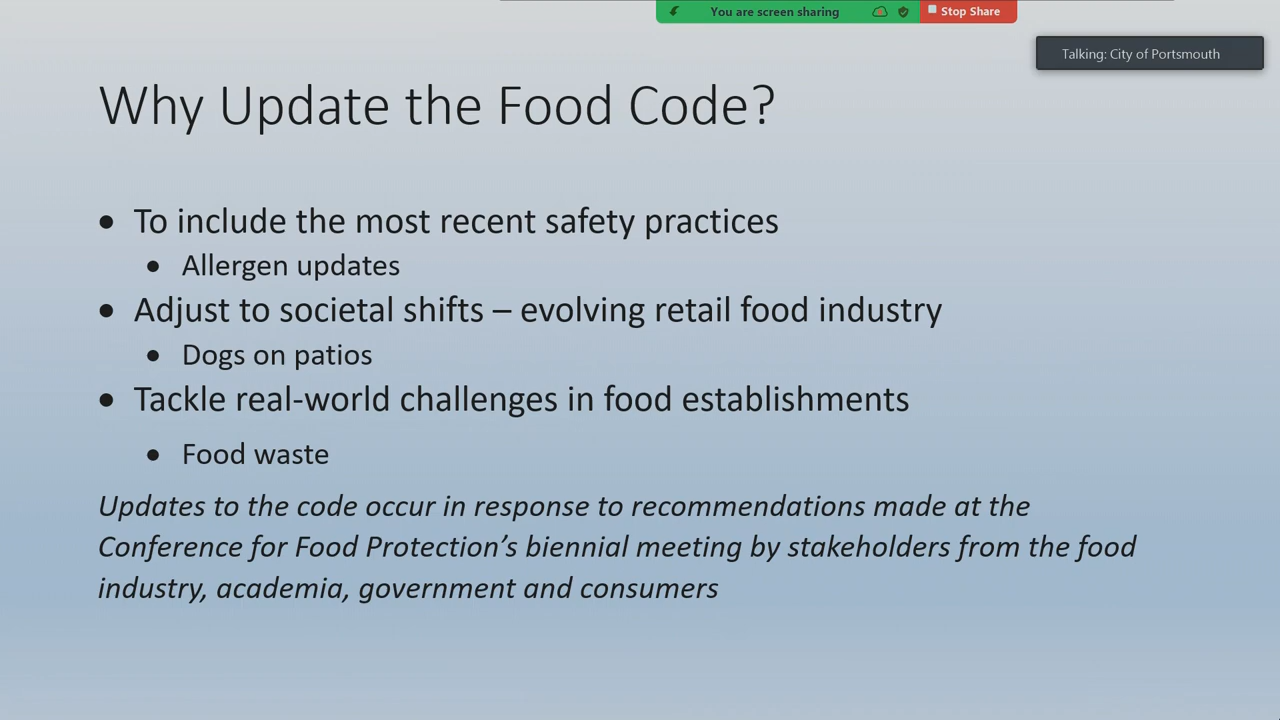 You are screen sharing
Stop Share
Talking: City of Portsmouth
Why Update the Food Code?
• To include the most recent safety practices
• Allergen updates
• Adjust to societal shifts – evolving retail food industry
• Dogs on patios
• Tackle real-world challenges in food establishments
• Food waste
Updates to the code occur in response to recommendations made at the
Conference for Food Protection’s biennial meeting by stakeholders from the food
industry, academia, government and consumers